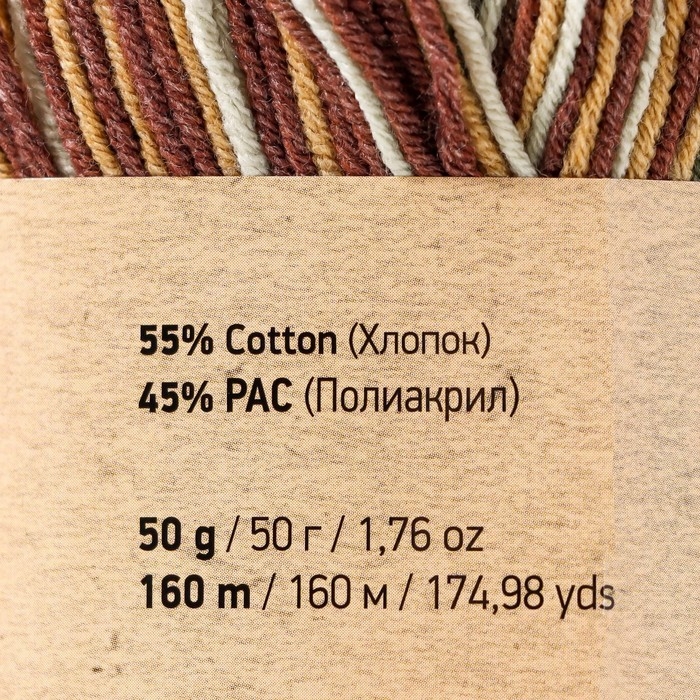 55% Cotton (Хлопок)
45% PAC (Полиакрил)
50 g / 50 г / 1,76 oz
160 m / 160 м / 174,98 yds